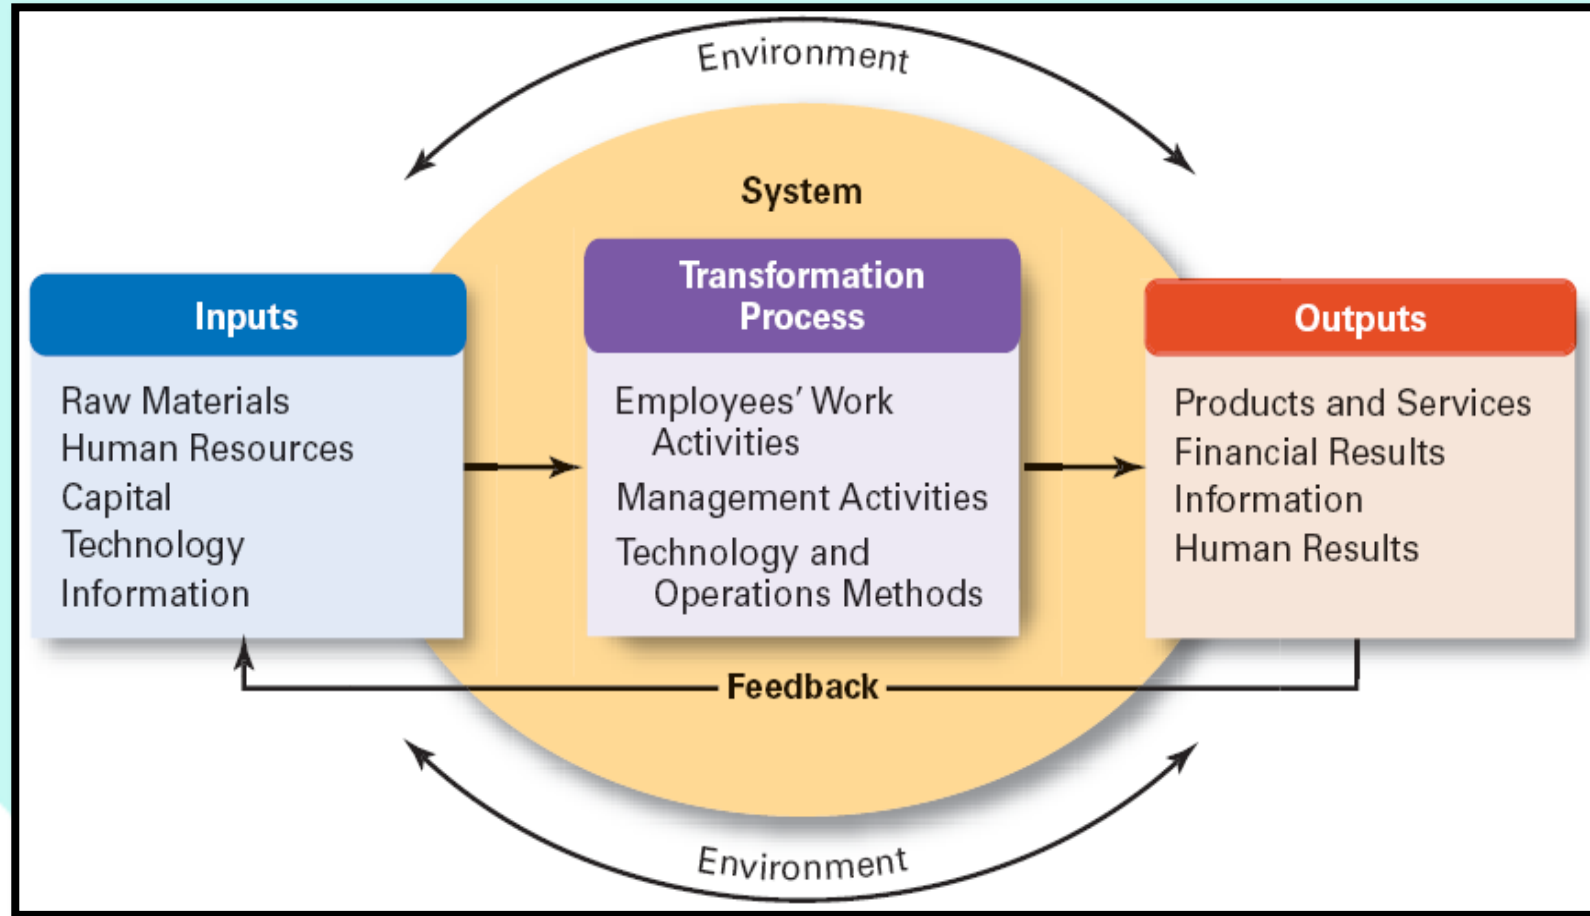 Environment
System
Inputs
Raw Materials
Human Resources
Capital
Technology
Information
Transformation
Process
Employees’ Work
Activities
Management Activities
Technology and
Operations Methods
Outputs
Products and Services
Financial Results
Information
Human Results
Feedback
Environment